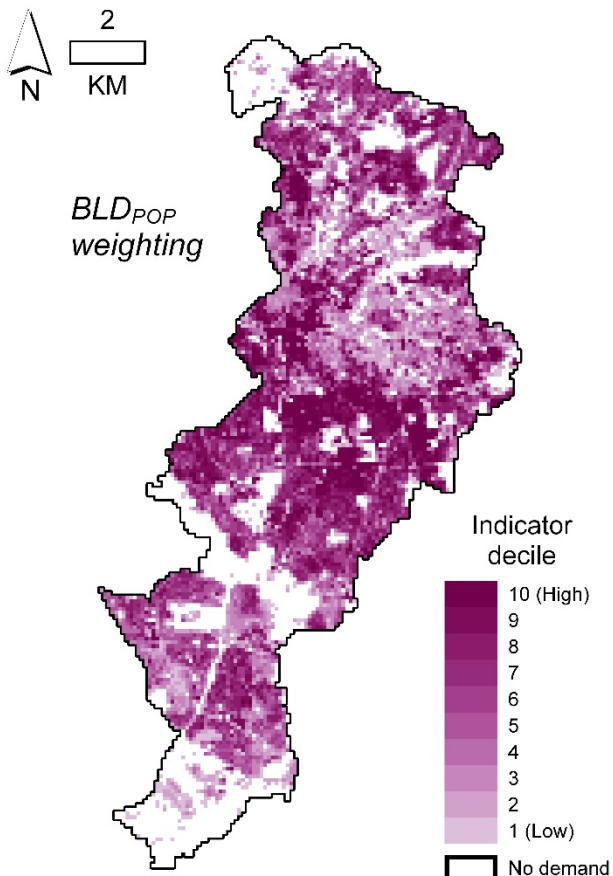 2
KM
N
BLDPOP
weighting
Indicator
decile
10 (High)
9
8
7
6
5
4
3
2
1 (Low)
No demand